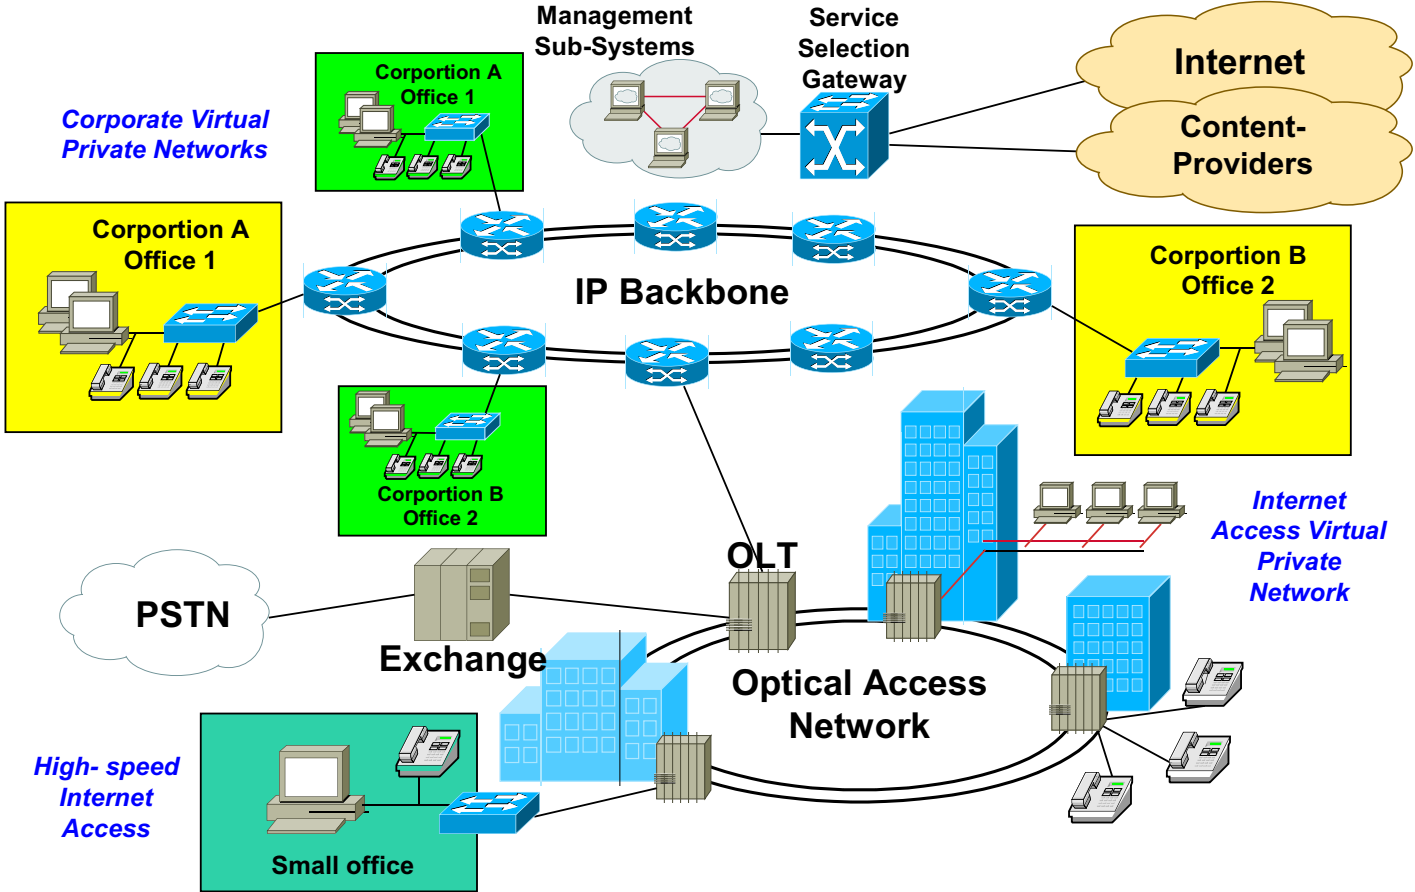 Management
Sub-Systems
Service
Selection
Gateway
Internet
Content-
Providers
Corportion A
Office 1
Corporate Virtual
Private Networks
Corportion A
Office 1
IP Backbone
Corportion B
Office 2
Corportion B
Office 2
Internet
Access Virtual
Private
Network
OLT
PSTN
Exchange
Optical Access
Network
High- speed
Internet
Access
Small office